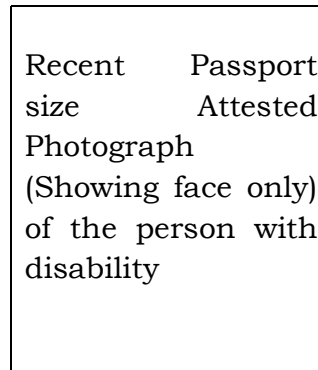 Recent Passport
size Attested
Photograph
(Showing face only)
of the person with
disability